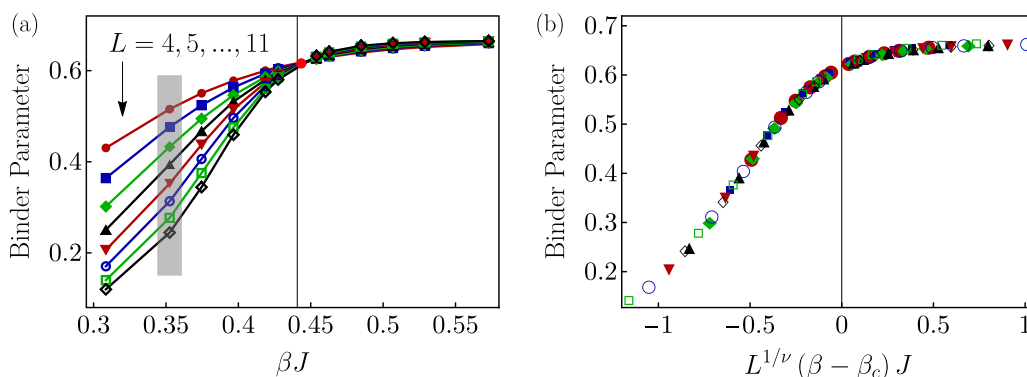 (a)
L = 4, 5, ..., 11
Binder Parameter
0.6
0.4
0.2
0.3 0.35 0.4 0.45 0.5 0.55
βJ
(b)
Binder Parameter
0.7
0.6
0.5
0.4
0.3
0.2
−1 −0.5 0 0.5 1
L^{1/ν} (β − β_c) J